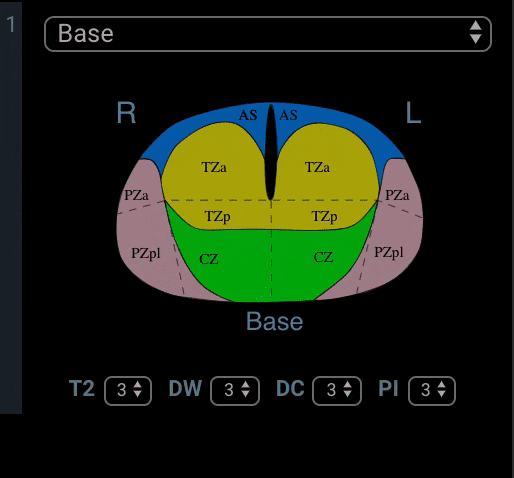 1
Base
R
L
AS AS
TZa TZa
PZa PZa
TZp TZp
PZpl CZ CZ PZpl
Base
T2 3 DW 3 DC 3 PI 3